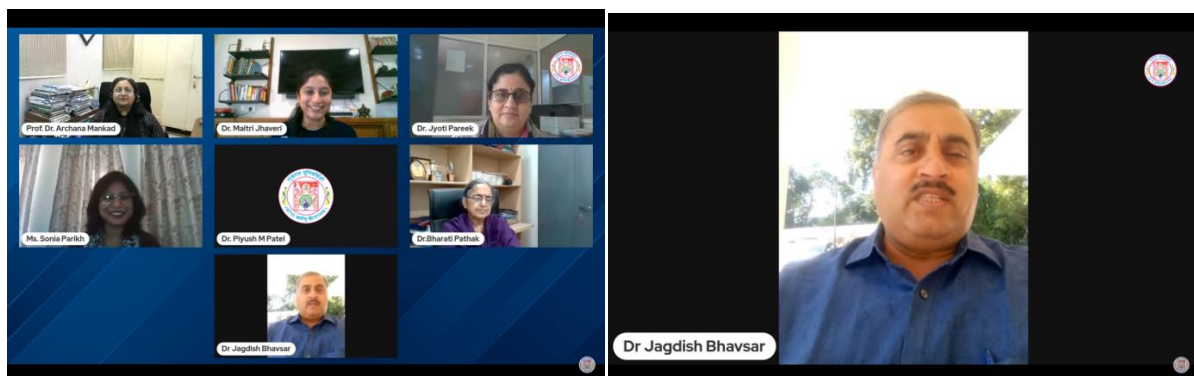 Prof. Dr. Archana Mankad
Dr. Maitri Jhaveri
Dr. Jyoti Pareek
Ms. Sonia Parikh
Dr. Piyush M Patel
Dr.Bharati Pathak
Dr Jagdish Bhavsar
Dr Jagdish Bhavsar